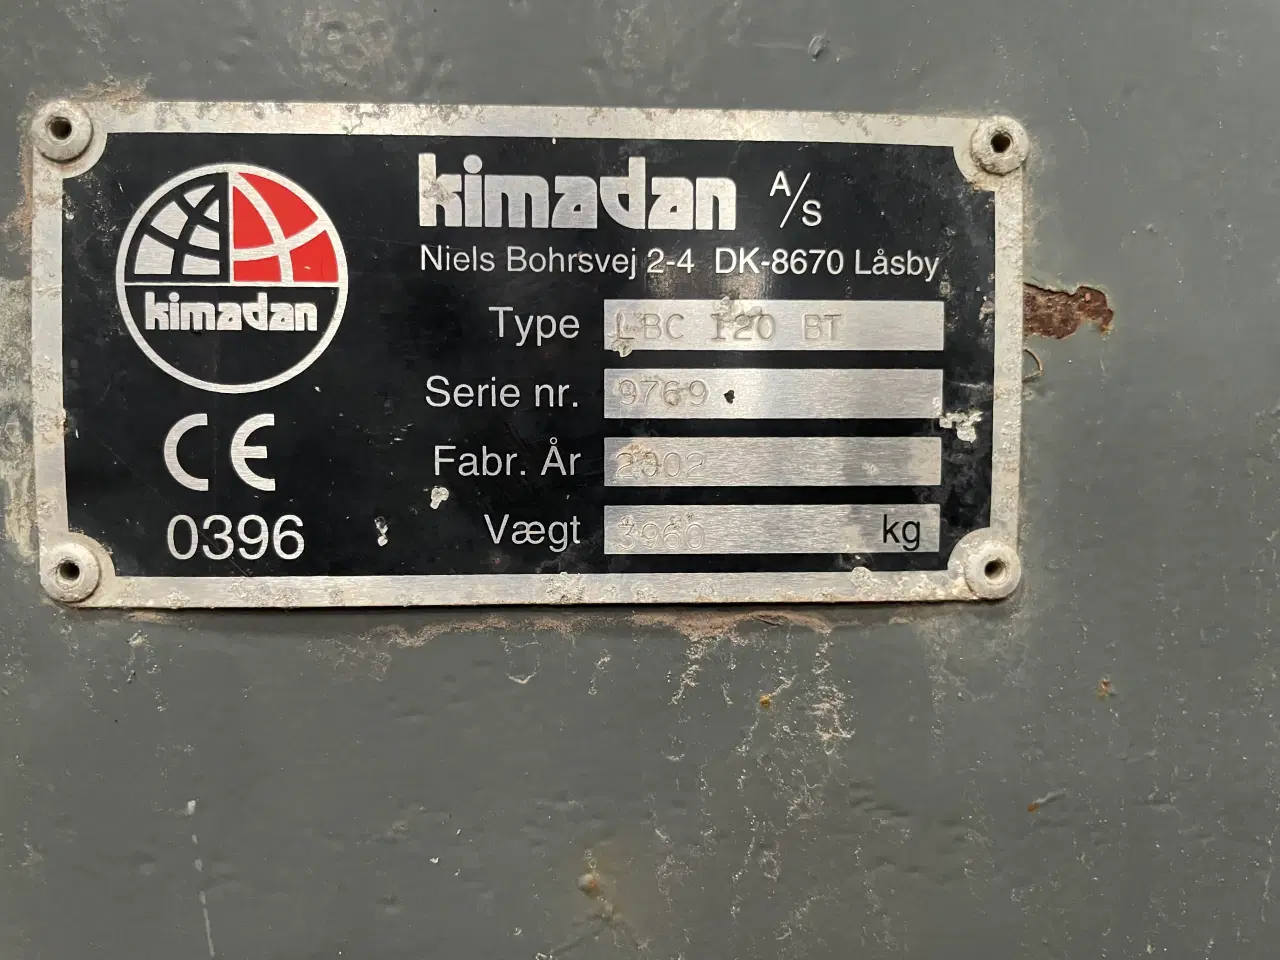 kimadan A/S
Niels Bohrsvej 2-4 DK-8670 Låsby
kimadan
Type LBC 120 BT
Serie nr. 9769
Fabr. År 2002
Vægt 3960 kg
CE
0396